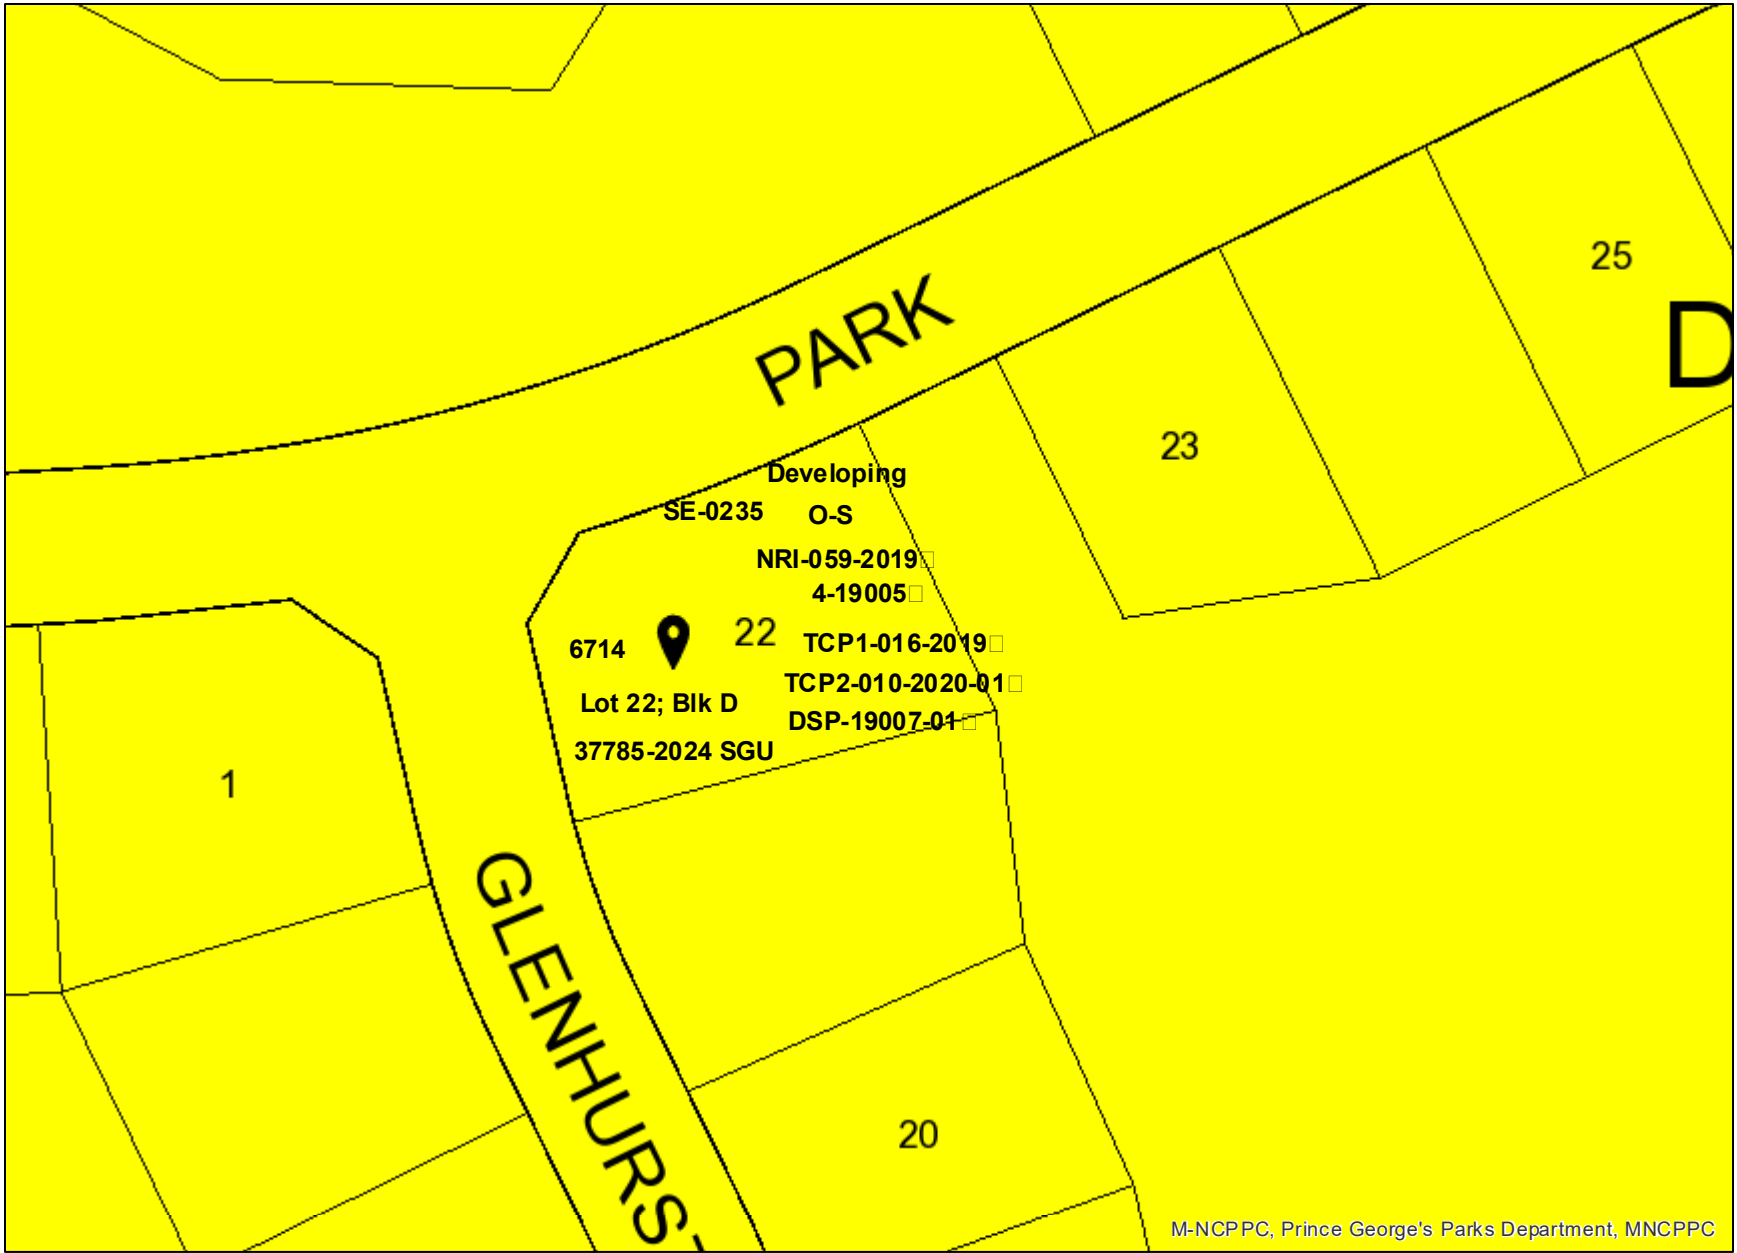 25
D
PARK
23
Developing
SE-0235
O-S
NRI-059-2019
4-19005
22
TCP1-016-2019
6714
TCP2-010-2020-01
Lot 22; Blk D
DSP-19007-01
37785-2024 SGU
1
GLENHURST
20
M-NCPPC, Prince George's Parks Department, MNCPPC